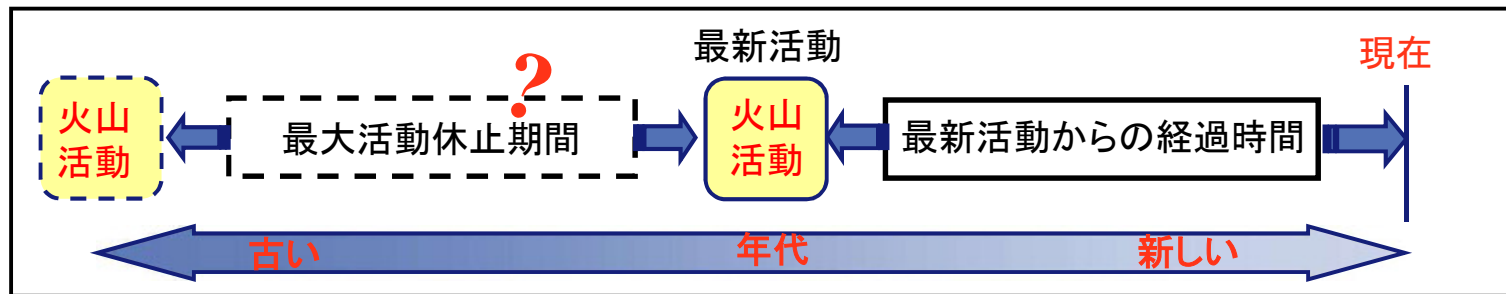 最新活動
現在
火山
活動
最大活動休止期間
?
火山
活動
最新活動からの経過時間
古い
年代
新しい